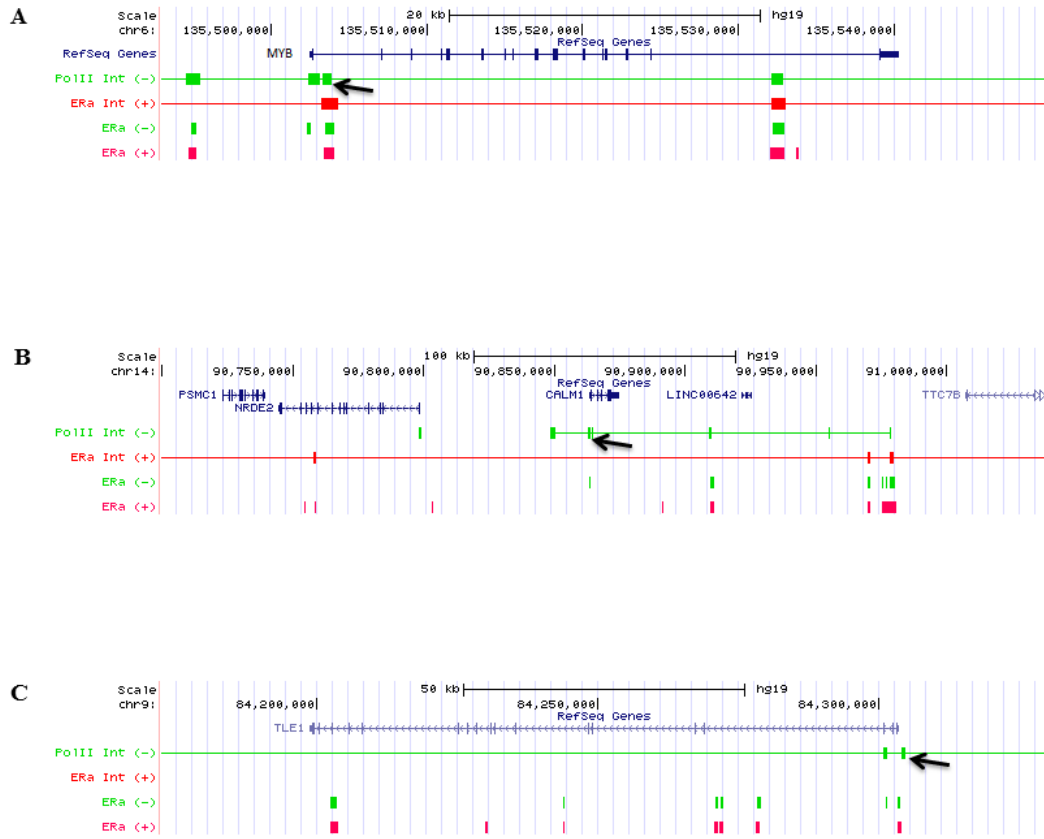 A
Scale 20 kb hg19
chr6: 135,500,000 135,510,000 135,520,000 135,530,000 135,540,000
RefSeq Genes
RefSeq Genes MYB
PolII Int (-)
ERa Int (+)
ERa (-)
ERa (+)
B
Scale 100 kb hg19
chr14: 90,750,000 90,800,000 90,850,000 90,900,000 90,950,000 91,000,000
RefSeq Genes
PSMC1 CALM1 LINC00642 TTC7B
NRDE2
PolII Int (-)
ERa Int (+)
ERa (-)
ERa (+)
C
Scale 50 kb hg19
chr9: 84,200,000 84,250,000 84,300,000
RefSeq Genes
TLE1
PolII Int (-)
ERa Int (+)
ERa (-)
ERa (+)